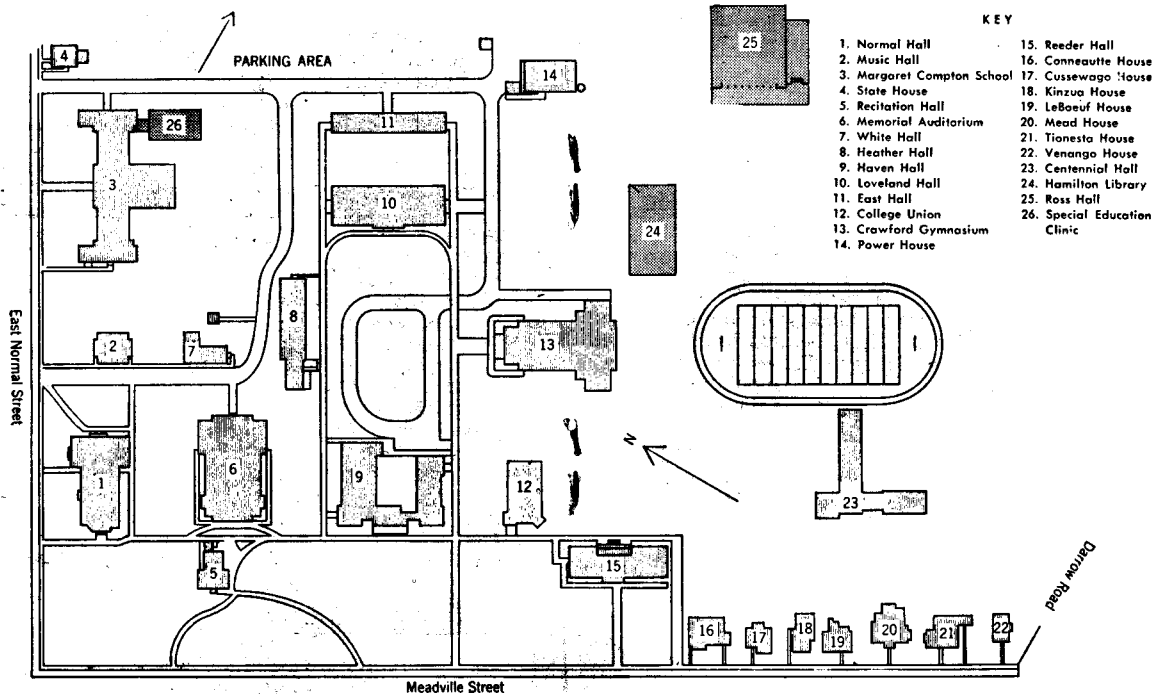 KEY
1. Normal Hall
2. Music Hall
3. Margaret Compton School
4. State House
5. Recitation Hall
6. Memorial Auditorium
7. White Hall
8. Heather Hall
9. Haven Hall
10. Loveland Hall
11. East Hall
12. College Union
13. Crawford Gymnasium
14. Power House
15. Reeder Hall
16. Conneautte House
17. Cussewago House
18. Kinzua House
19. LeBoeuf House
20. Mead House
21. Tionesta House
22. Venango House
23. Centennial Hall
24. Hamilton Library
25. Ross Hall
26. Special Education
Clinic
PARKING AREA
4
14
25
11
26
3
10
24
8
2
7
13
East Normal Street
N
1
6
9
12
23
5
15
Darrow Road
16
17
18
19
20
21
22
Meadville Street